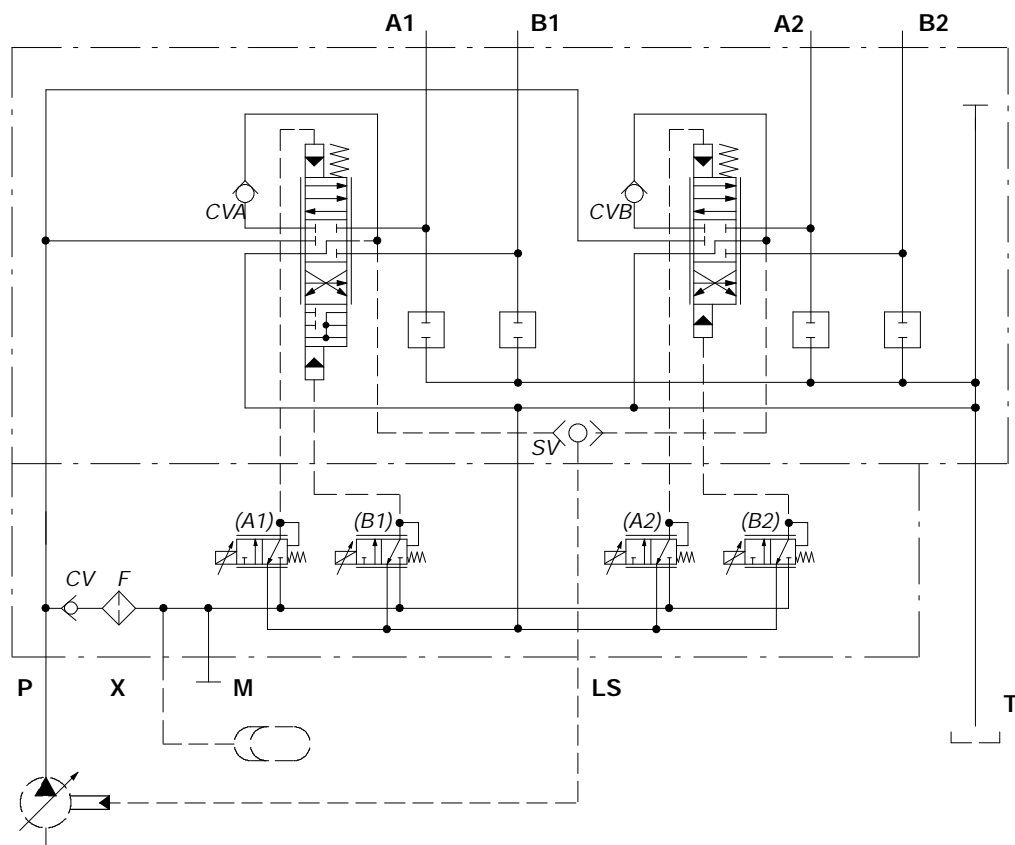 A1 B1 A2 B2
CVA CVB
SV
(A1) (B1) (A2) (B2)
CV F
P X M LS T